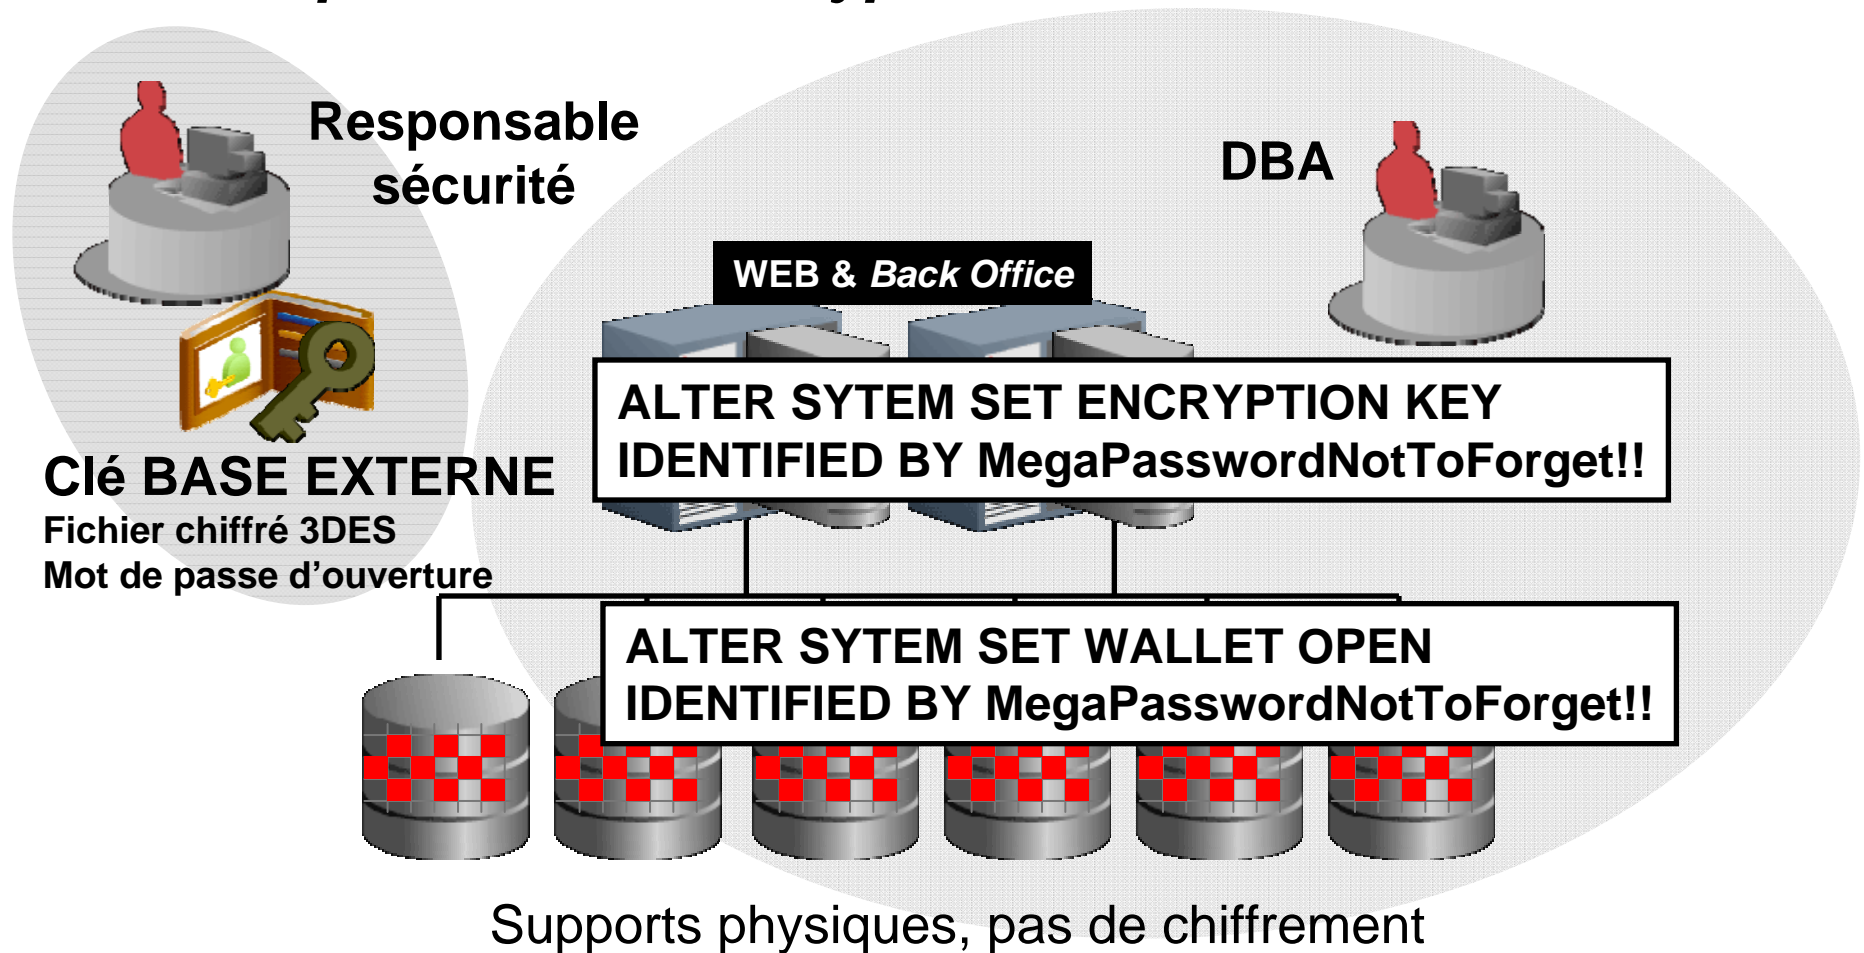 Responsable
sécurité
DBA
WEB & Back Office
ALTER SYTEM SET ENCRYPTION KEY
IDENTIFIED BY MegaPasswordNotToForget!!
Clé BASE EXTERNE
Fichier chiffré 3DES
Mot de passe d’ouverture
ALTER SYTEM SET WALLET OPEN
IDENTIFIED BY MegaPasswordNotToForget!!
Supports physiques, pas de chiffrement